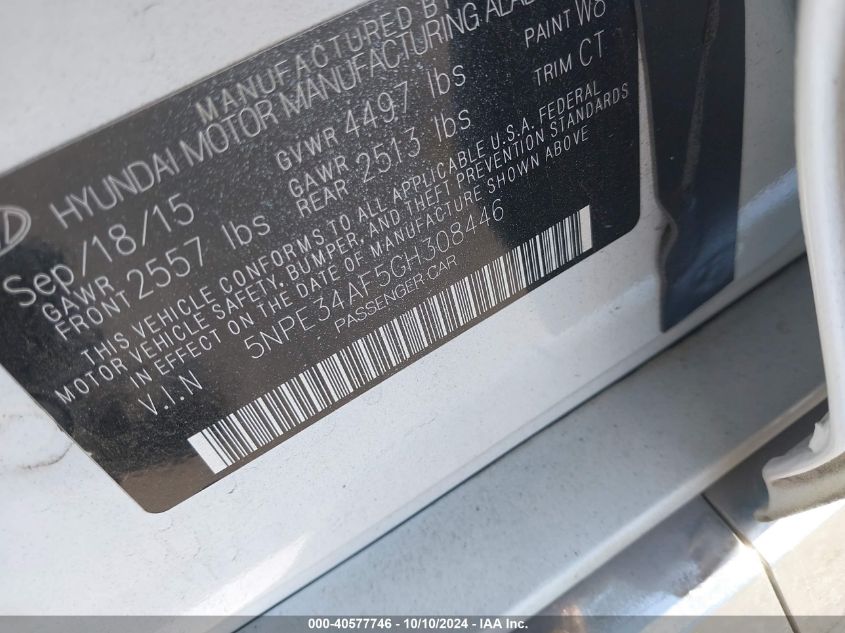 MANUFACTURED BY
HYUNDAI MOTOR MANUFACTURING
Sep/18/15 GVWR 4497 lbs PAINT W8
GAWR FRONT 2557 lbs GAWR REAR 2513 lbs TRIM CT
THIS VEHICLE CONFORMS TO ALL APPLICABLE U.S.A. FEDERAL
MOTOR VEHICLE SAFETY, BUMPER, AND THEFT PREVENTION STANDARDS
IN EFFECT ON THE DATE OF MANUFACTURE SHOWN ABOVE
V.I.N 5NPE34AF5GH308446
PASSENGER CAR
000-40577746 - 10/10/2024 - IAA Inc.